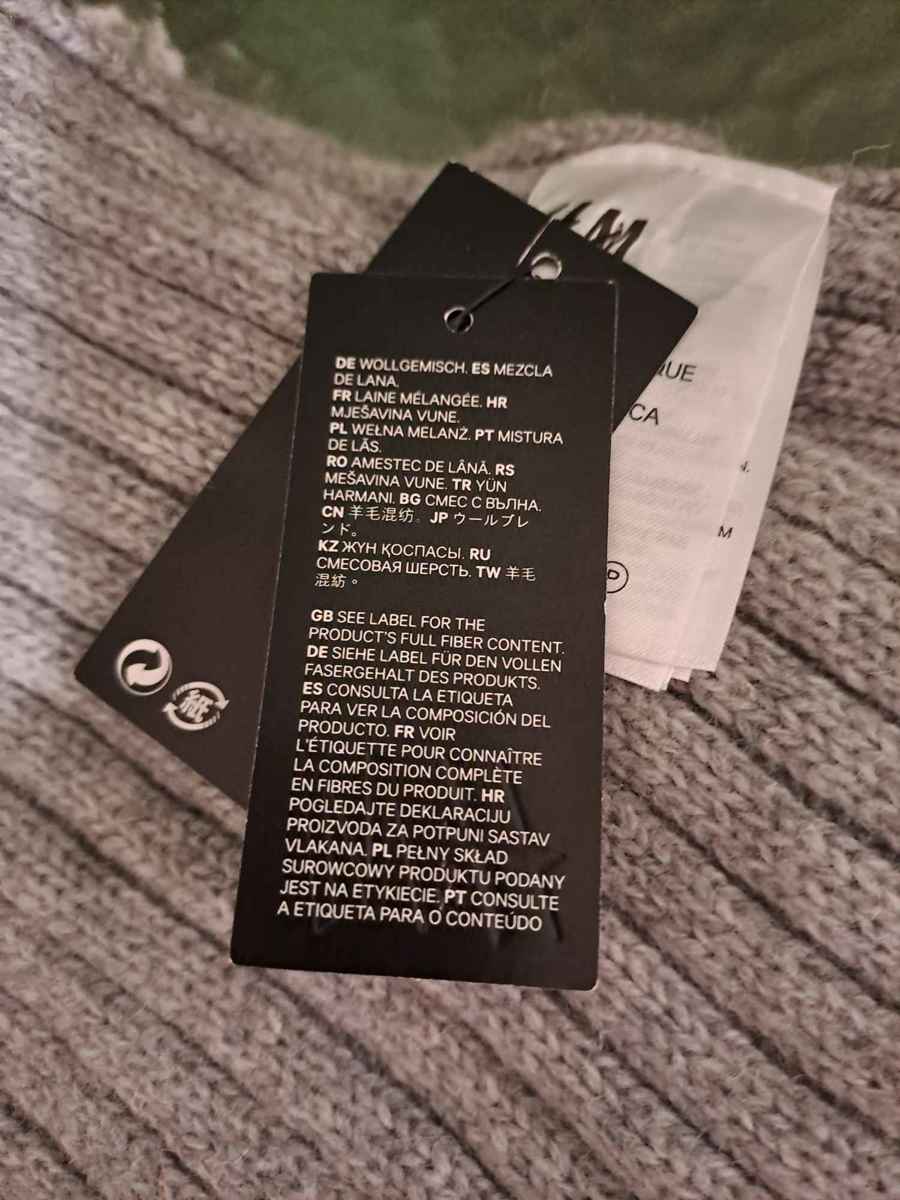 DE WOLLGEMISCH. ES MEZCLA
DE LANA.
FR LAINE MÉLANGÉE. HR
MJEŠAVINA VUNE.
PL WEŁNA MELANŻ. PT MISTURA
DE LÃS.
RO AMESTEC DE LÂNĂ. RS
MEŠAVINA VUNE. TR YÜN
HARMANI. BG СМЕС С ВЪЛНА.
CN 羊毛混纺。JP ウールブレ
ンド。
KZ ЖҮН ҚОСПАСЫ. RU
СМЕСОВАЯ ШЕРСТЬ. TW 羊毛
混紡。
GB SEE LABEL FOR THE
PRODUCT'S FULL FIBER CONTENT.
DE SIEHE LABEL FÜR DEN VOLLEN
FASERGEHALT DES PRODUKTS.
ES CONSULTA LA ETIQUETA
PARA VER LA COMPOSICIÓN DEL
PRODUCTO. FR VOIR
L'ÉTIQUETTE POUR CONNAÎTRE
LA COMPOSITION COMPLÈTE
EN FIBRES DU PRODUIT. HR
POGLEDAJTE DEKLARACIJU
PROIZVODA ZA POTPUNI SASTAV
VLAKANA. PL PEŁNY SKŁAD
SUROWCOWY PRODUKTU PODANY
JEST NA ETYKIECIE. PT CONSULTE
A ETIQUETA PARA O CONTEÚDO
紙
M
P